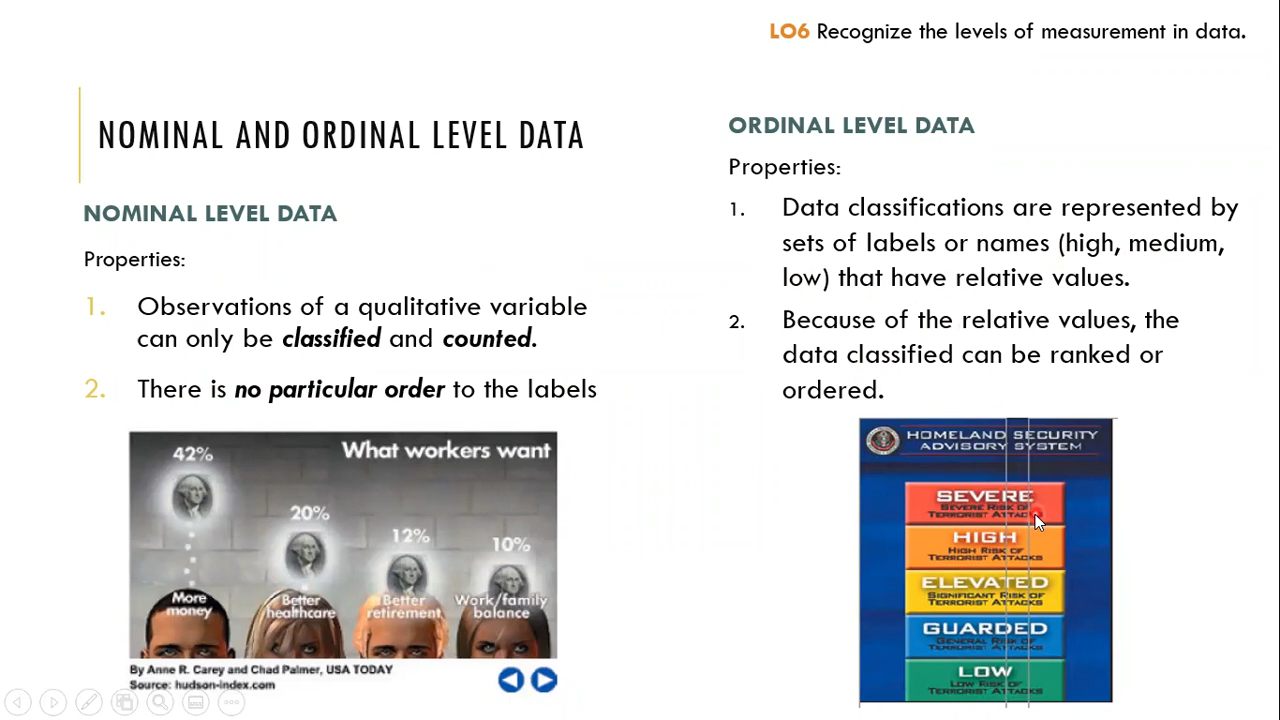 LO6 Recognize the levels of measurement in data.
NOMINAL AND ORDINAL LEVEL DATA
NOMINAL LEVEL DATA
Properties:
1. Observations of a qualitative variable
can only be classified and counted.
2. There is no particular order to the labels
42%
What workers want
20%
12%
10%
More
money
Better
healthcare
Better
retirement
Work/family
balance
By Anne R. Carey and Chad Palmer, USA TODAY
Source: hudson-index.com
ORDINAL LEVEL DATA
Properties:
1. Data classifications are represented by
sets of labels or names (high, medium,
low) that have relative values.
2. Because of the relative values, the
data classified can be ranked or
ordered.
HOMELAND SECURITY
ADVISORY SYSTEM
SEVERE
SEVERE RISK OF
TERRORIST ATTACKS
HIGH
HIGH RISK OF
TERRORIST ATTACKS
ELEVATED
SIGNIFICANT RISK OF
TERRORIST ATTACKS
GUARDED
GENERAL RISK OF
TERRORIST ATTACKS
LOW
LOW RISK OF
TERRORIST ATTACKS